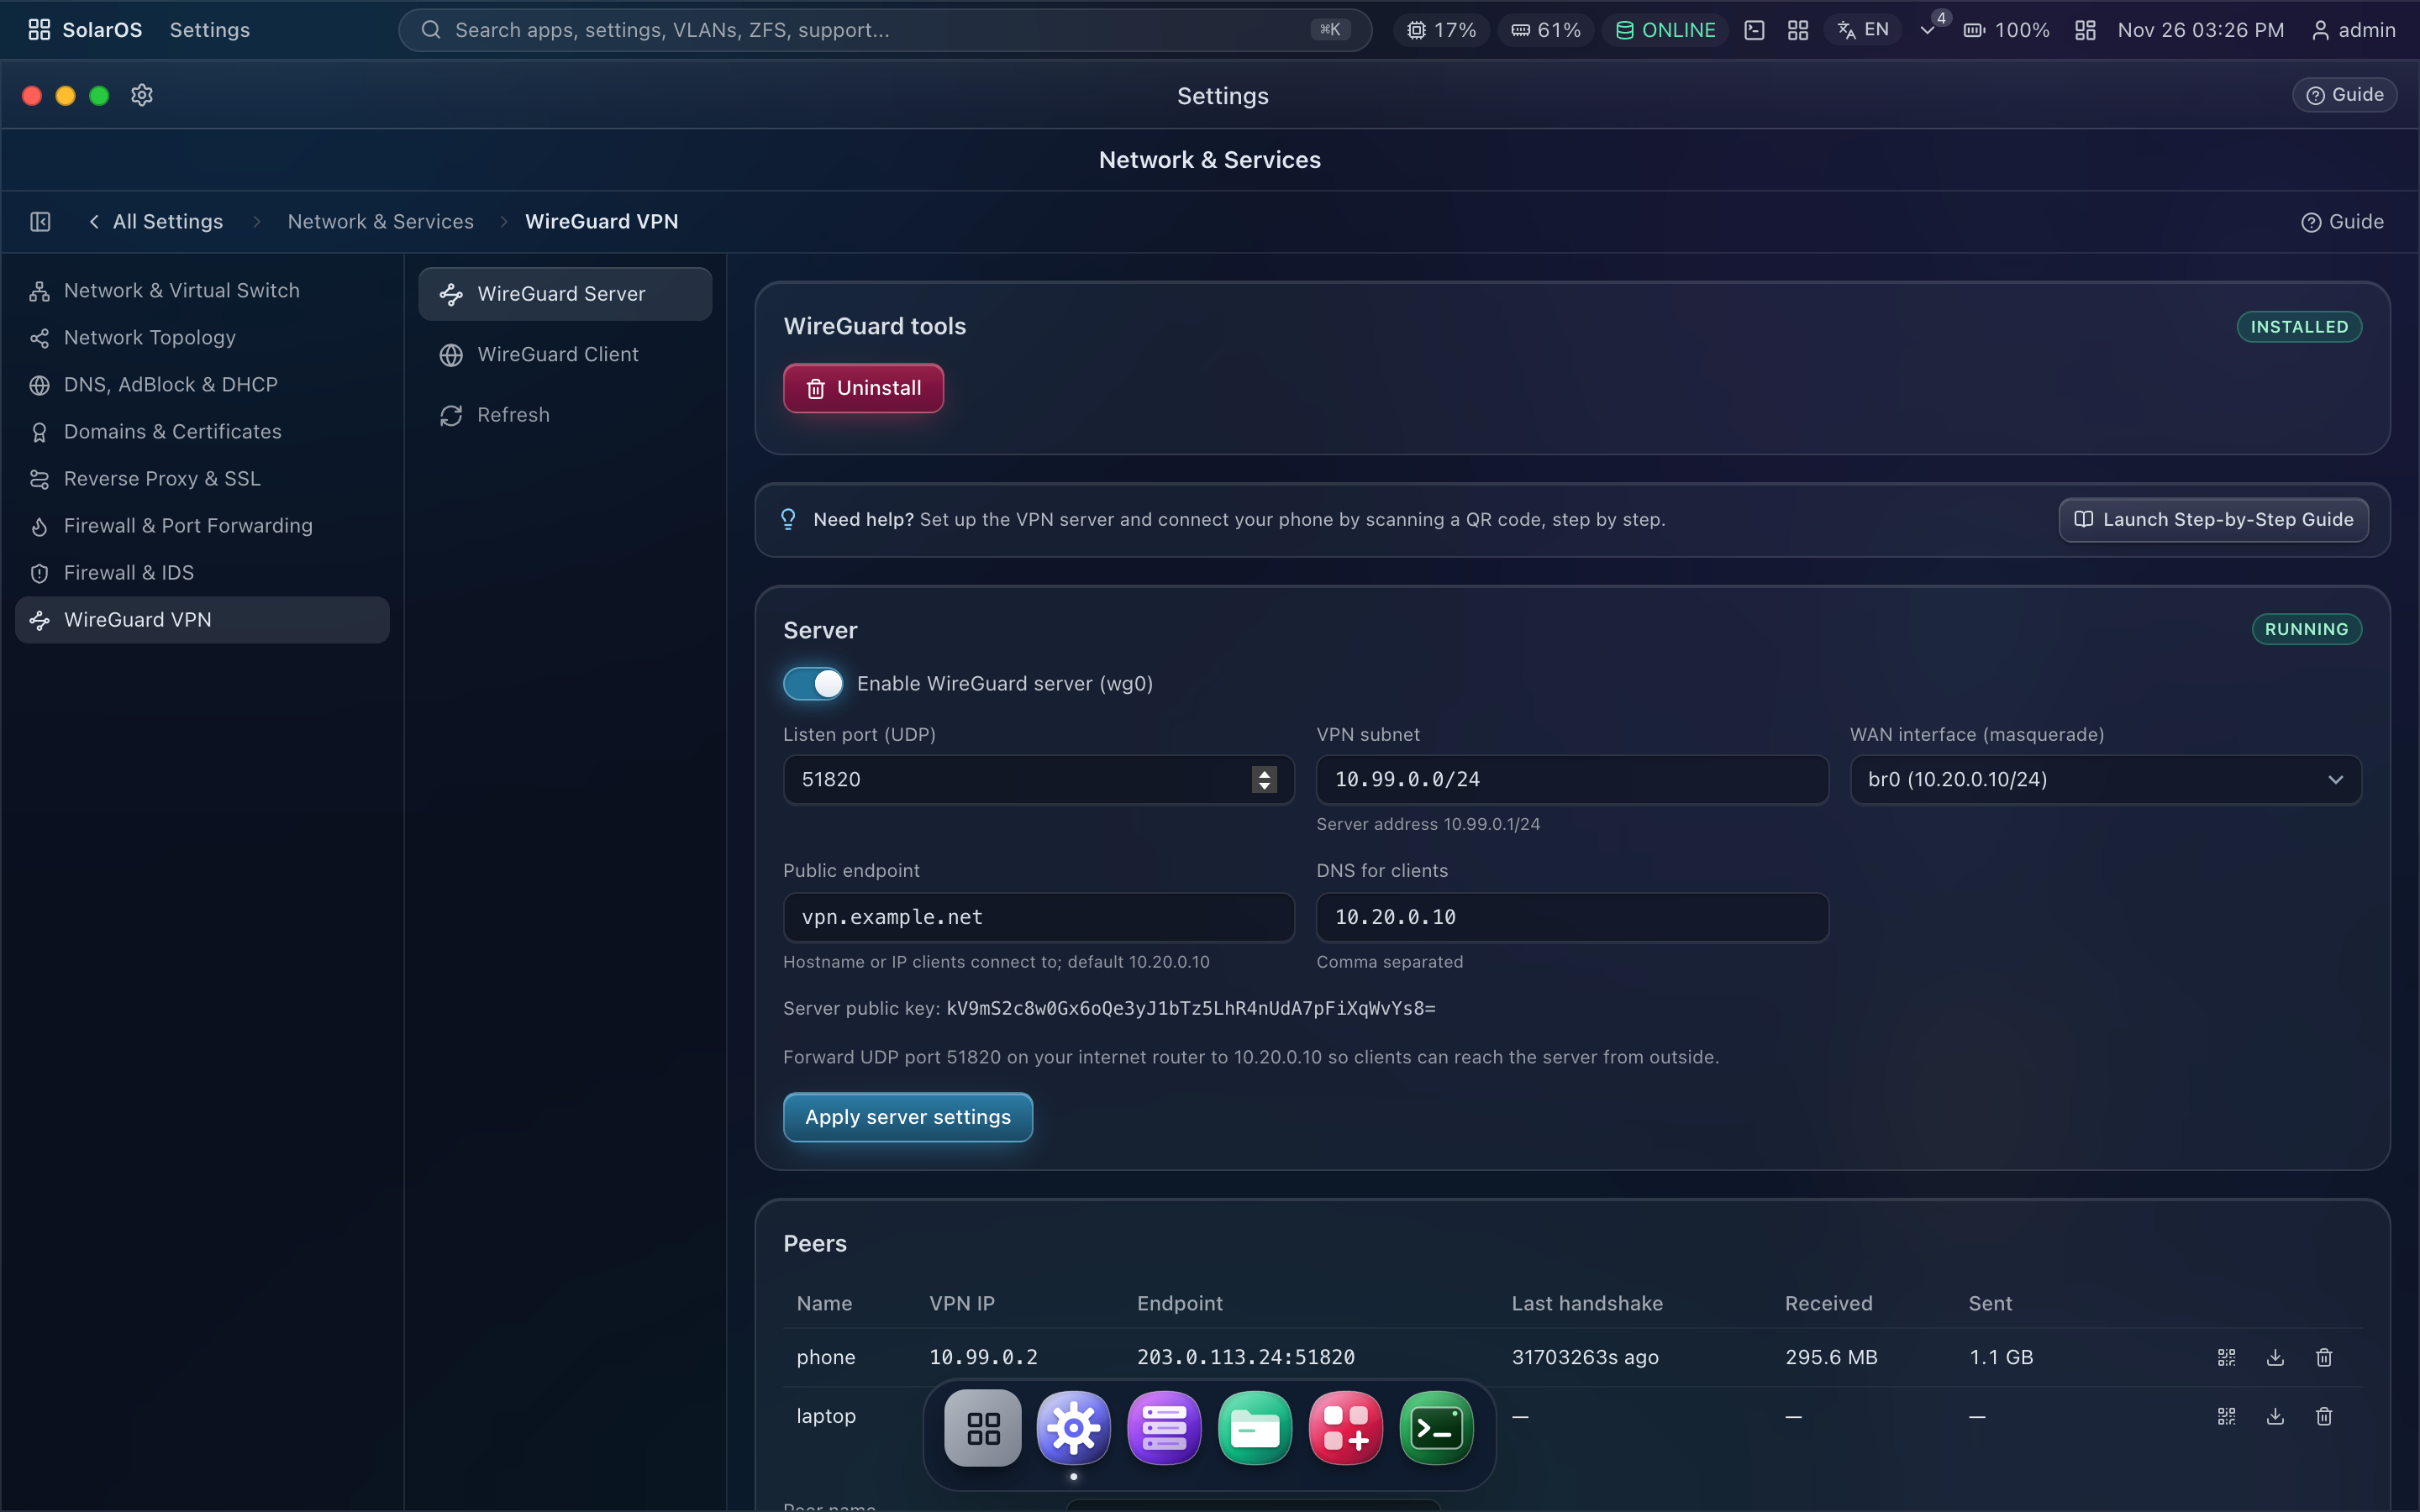 SolarOS Settings Search apps, settings, VLANs, ZFS, support... ⌘K 17% 61% ONLINE EN 4 100% Nov 26 03:26 PM admin
Settings Guide
Network & Services
All Settings Network & Services WireGuard VPN Guide
Network & Virtual Switch
Network Topology
DNS, AdBlock & DHCP
Domains & Certificates
Reverse Proxy & SSL
Firewall & Port Forwarding
Firewall & IDS
WireGuard VPN
WireGuard Server
WireGuard Client
Refresh
WireGuard tools INSTALLED
Uninstall
Need help? Set up the VPN server and connect your phone by scanning a QR code, step by step. Launch Step-by-Step Guide
Server RUNNING
Enable WireGuard server (wg0)
Listen port (UDP) VPN subnet WAN interface (masquerade)
51820 10.99.0.0/24 br0 (10.20.0.10/24)
Server address 10.99.0.1/24
Public endpoint DNS for clients
vpn.example.net 10.20.0.10
Hostname or IP clients connect to; default 10.20.0.10 Comma separated
Server public key: kV9mS2c8w0Gx6oQe3yJ1bTz5LhR4nUdA7pFiXqWvYs8=
Forward UDP port 51820 on your internet router to 10.20.0.10 so clients can reach the server from outside.
Apply server settings
Peers
Name VPN IP Endpoint Last handshake Received Sent
phone 10.99.0.2 203.0.113.24:51820 31703263s ago 295.6 MB 1.1 GB
laptop — — —